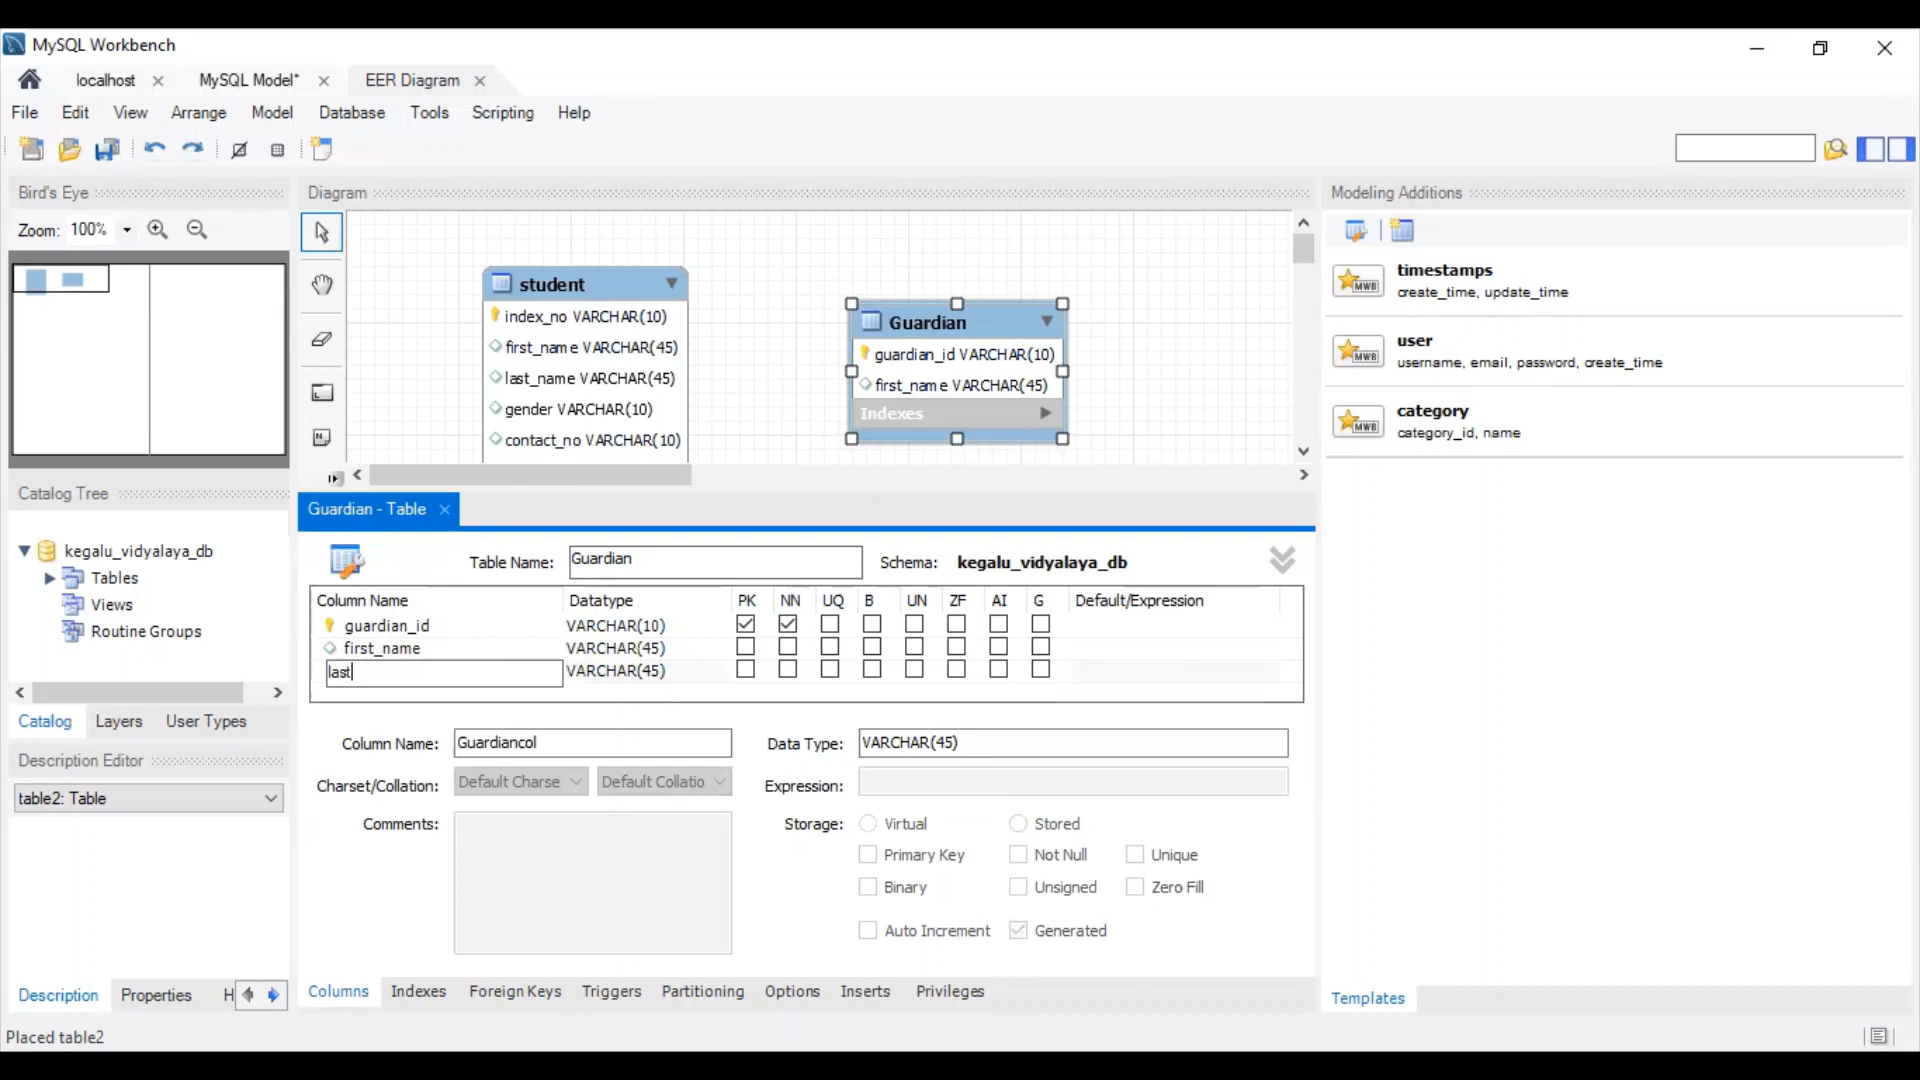 MySQL Workbench
localhost
MySQL Model*
EER Diagram
File Edit View Arrange Model Database Tools Scripting Help
Bird's Eye
Zoom: 100%
Diagram
Modeling Additions
student
index_no VARCHAR(10)
first_name VARCHAR(45)
last_name VARCHAR(45)
gender VARCHAR(10)
contact_no VARCHAR(10)
Guardian
guardian_id VARCHAR(10)
first_name VARCHAR(45)
Indexes
timestamps
create_time, update_time
user
username, email, password, create_time
category
category_id, name
MWB
MWB
MWB
Catalog Tree
kegalu_vidyalaya_db
Tables
Views
Routine Groups
Catalog Layers User Types
Description Editor
table2: Table
Description Properties H
Guardian - Table
Table Name: Guardian Schema: kegalu_vidyalaya_db
Column Name Datatype PK NN UQ B UN ZF AI G Default/Expression
guardian_id VARCHAR(10)
first_name VARCHAR(45)
last VARCHAR(45)
Column Name: Guardiancol Data Type: VARCHAR(45)
Charset/Collation: Default Charse Default Collatio Expression:
Comments: Storage: Virtual Stored
Primary Key Not Null Unique
Binary Unsigned Zero Fill
Auto Increment Generated
Columns Indexes Foreign Keys Triggers Partitioning Options Inserts Privileges
Templates
Placed table2